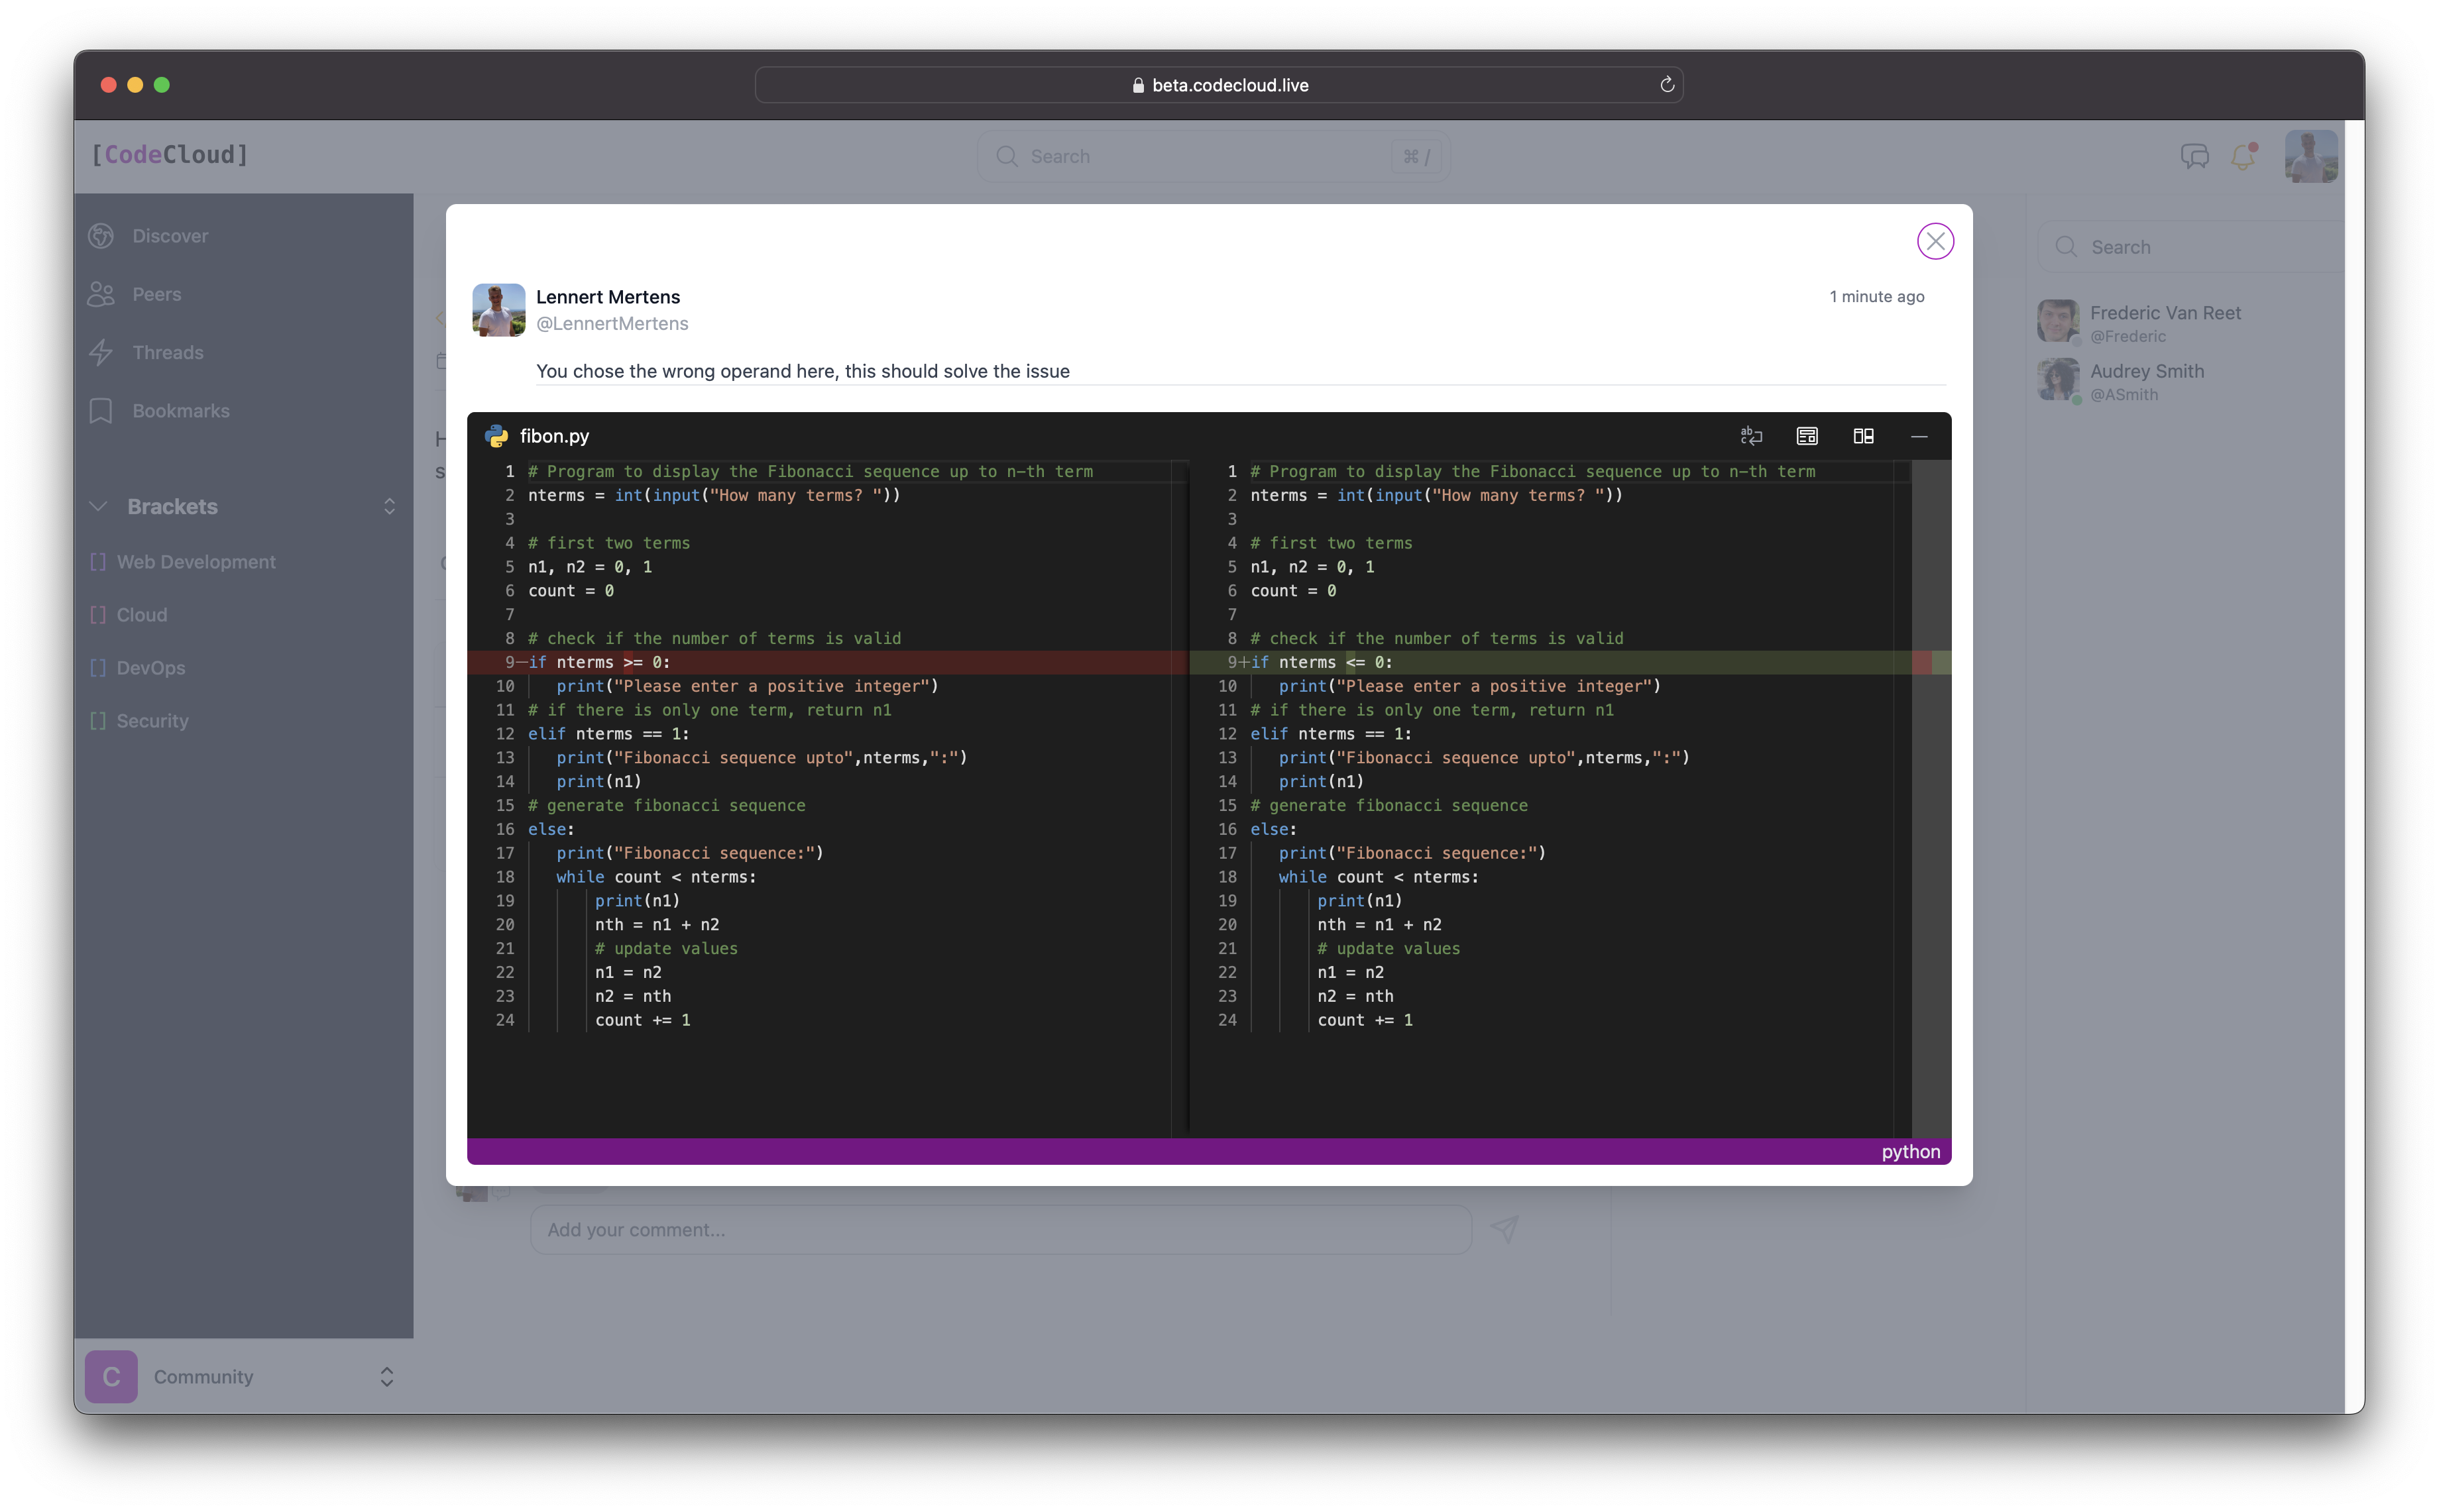 beta.codecloud.live
[CodeCloud]
Search
⌘ /
Discover
Peers
Threads
Bookmarks
Brackets
[] Web Development
[] Cloud
[] DevOps
[] Security
C
Community
Lennert Mertens
@LennertMertens
1 minute ago
You chose the wrong operand here, this should solve the issue
fibon.py
1 # Program to display the Fibonacci sequence up to n-th term
2 nterms = int(input("How many terms? "))
3
4 # first two terms
5 n1, n2 = 0, 1
6 count = 0
7
8 # check if the number of terms is valid
9—if nterms >= 0:
10 print("Please enter a positive integer")
11 # if there is only one term, return n1
12 elif nterms == 1:
13 print("Fibonacci sequence upto",nterms,":")
14 print(n1)
15 # generate fibonacci sequence
16 else:
17 print("Fibonacci sequence:")
18 while count < nterms:
19 print(n1)
20 nth = n1 + n2
21 # update values
22 n1 = n2
23 n2 = nth
24 count += 1
1 # Program to display the Fibonacci sequence up to n-th term
2 nterms = int(input("How many terms? "))
3
4 # first two terms
5 n1, n2 = 0, 1
6 count = 0
7
8 # check if the number of terms is valid
9+if nterms <= 0:
10 print("Please enter a positive integer")
11 # if there is only one term, return n1
12 elif nterms == 1:
13 print("Fibonacci sequence upto",nterms,":")
14 print(n1)
15 # generate fibonacci sequence
16 else:
17 print("Fibonacci sequence:")
18 while count < nterms:
19 print(n1)
20 nth = n1 + n2
21 # update values
22 n1 = n2
23 n2 = nth
24 count += 1
python
Add your comment...
Search
Frederic Van Reet
@Frederic
Audrey Smith
@ASmith